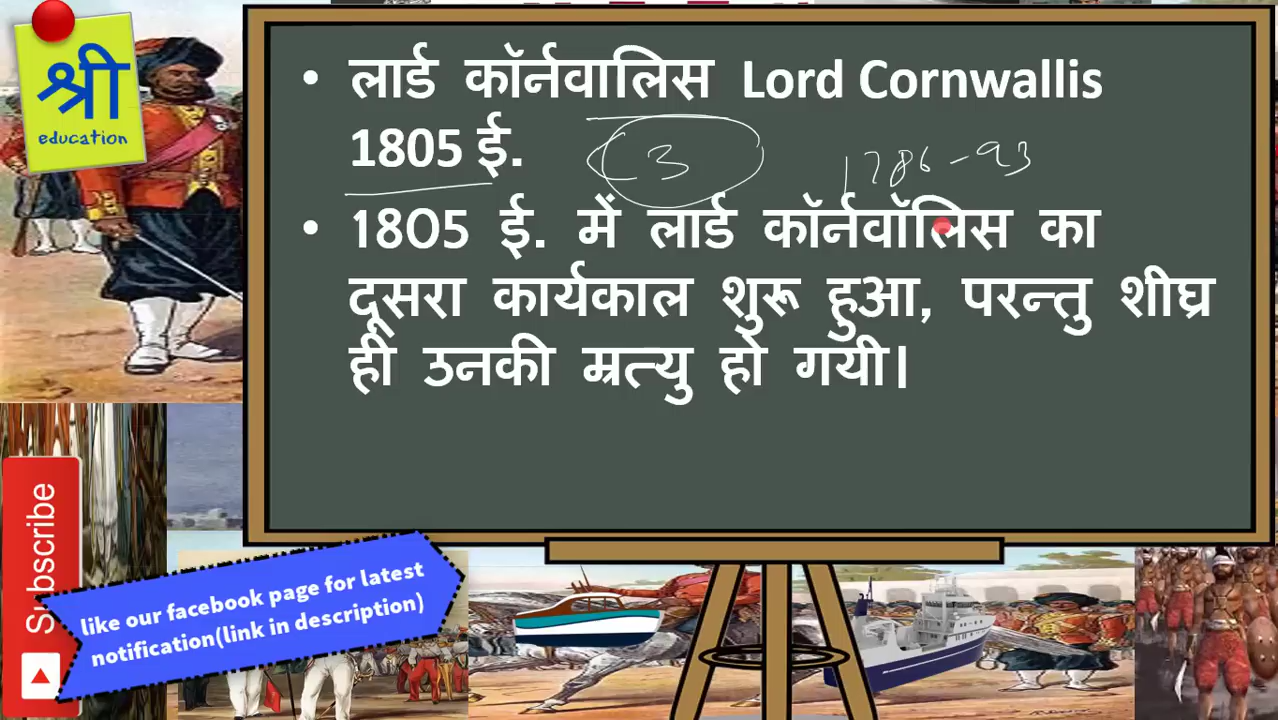 श्री
education
• लार्ड कॉर्नवालिस Lord Cornwallis
1805 ई.
3
1786-93
• 1805 ई. में लार्ड कॉर्नवॉलिस का
दूसरा कार्यकाल शुरू हुआ, परन्तु शीघ्र
ही उनकी म्रत्यु हो गयी।
Subscribe
like our facebook page for latest
notification(link in description)